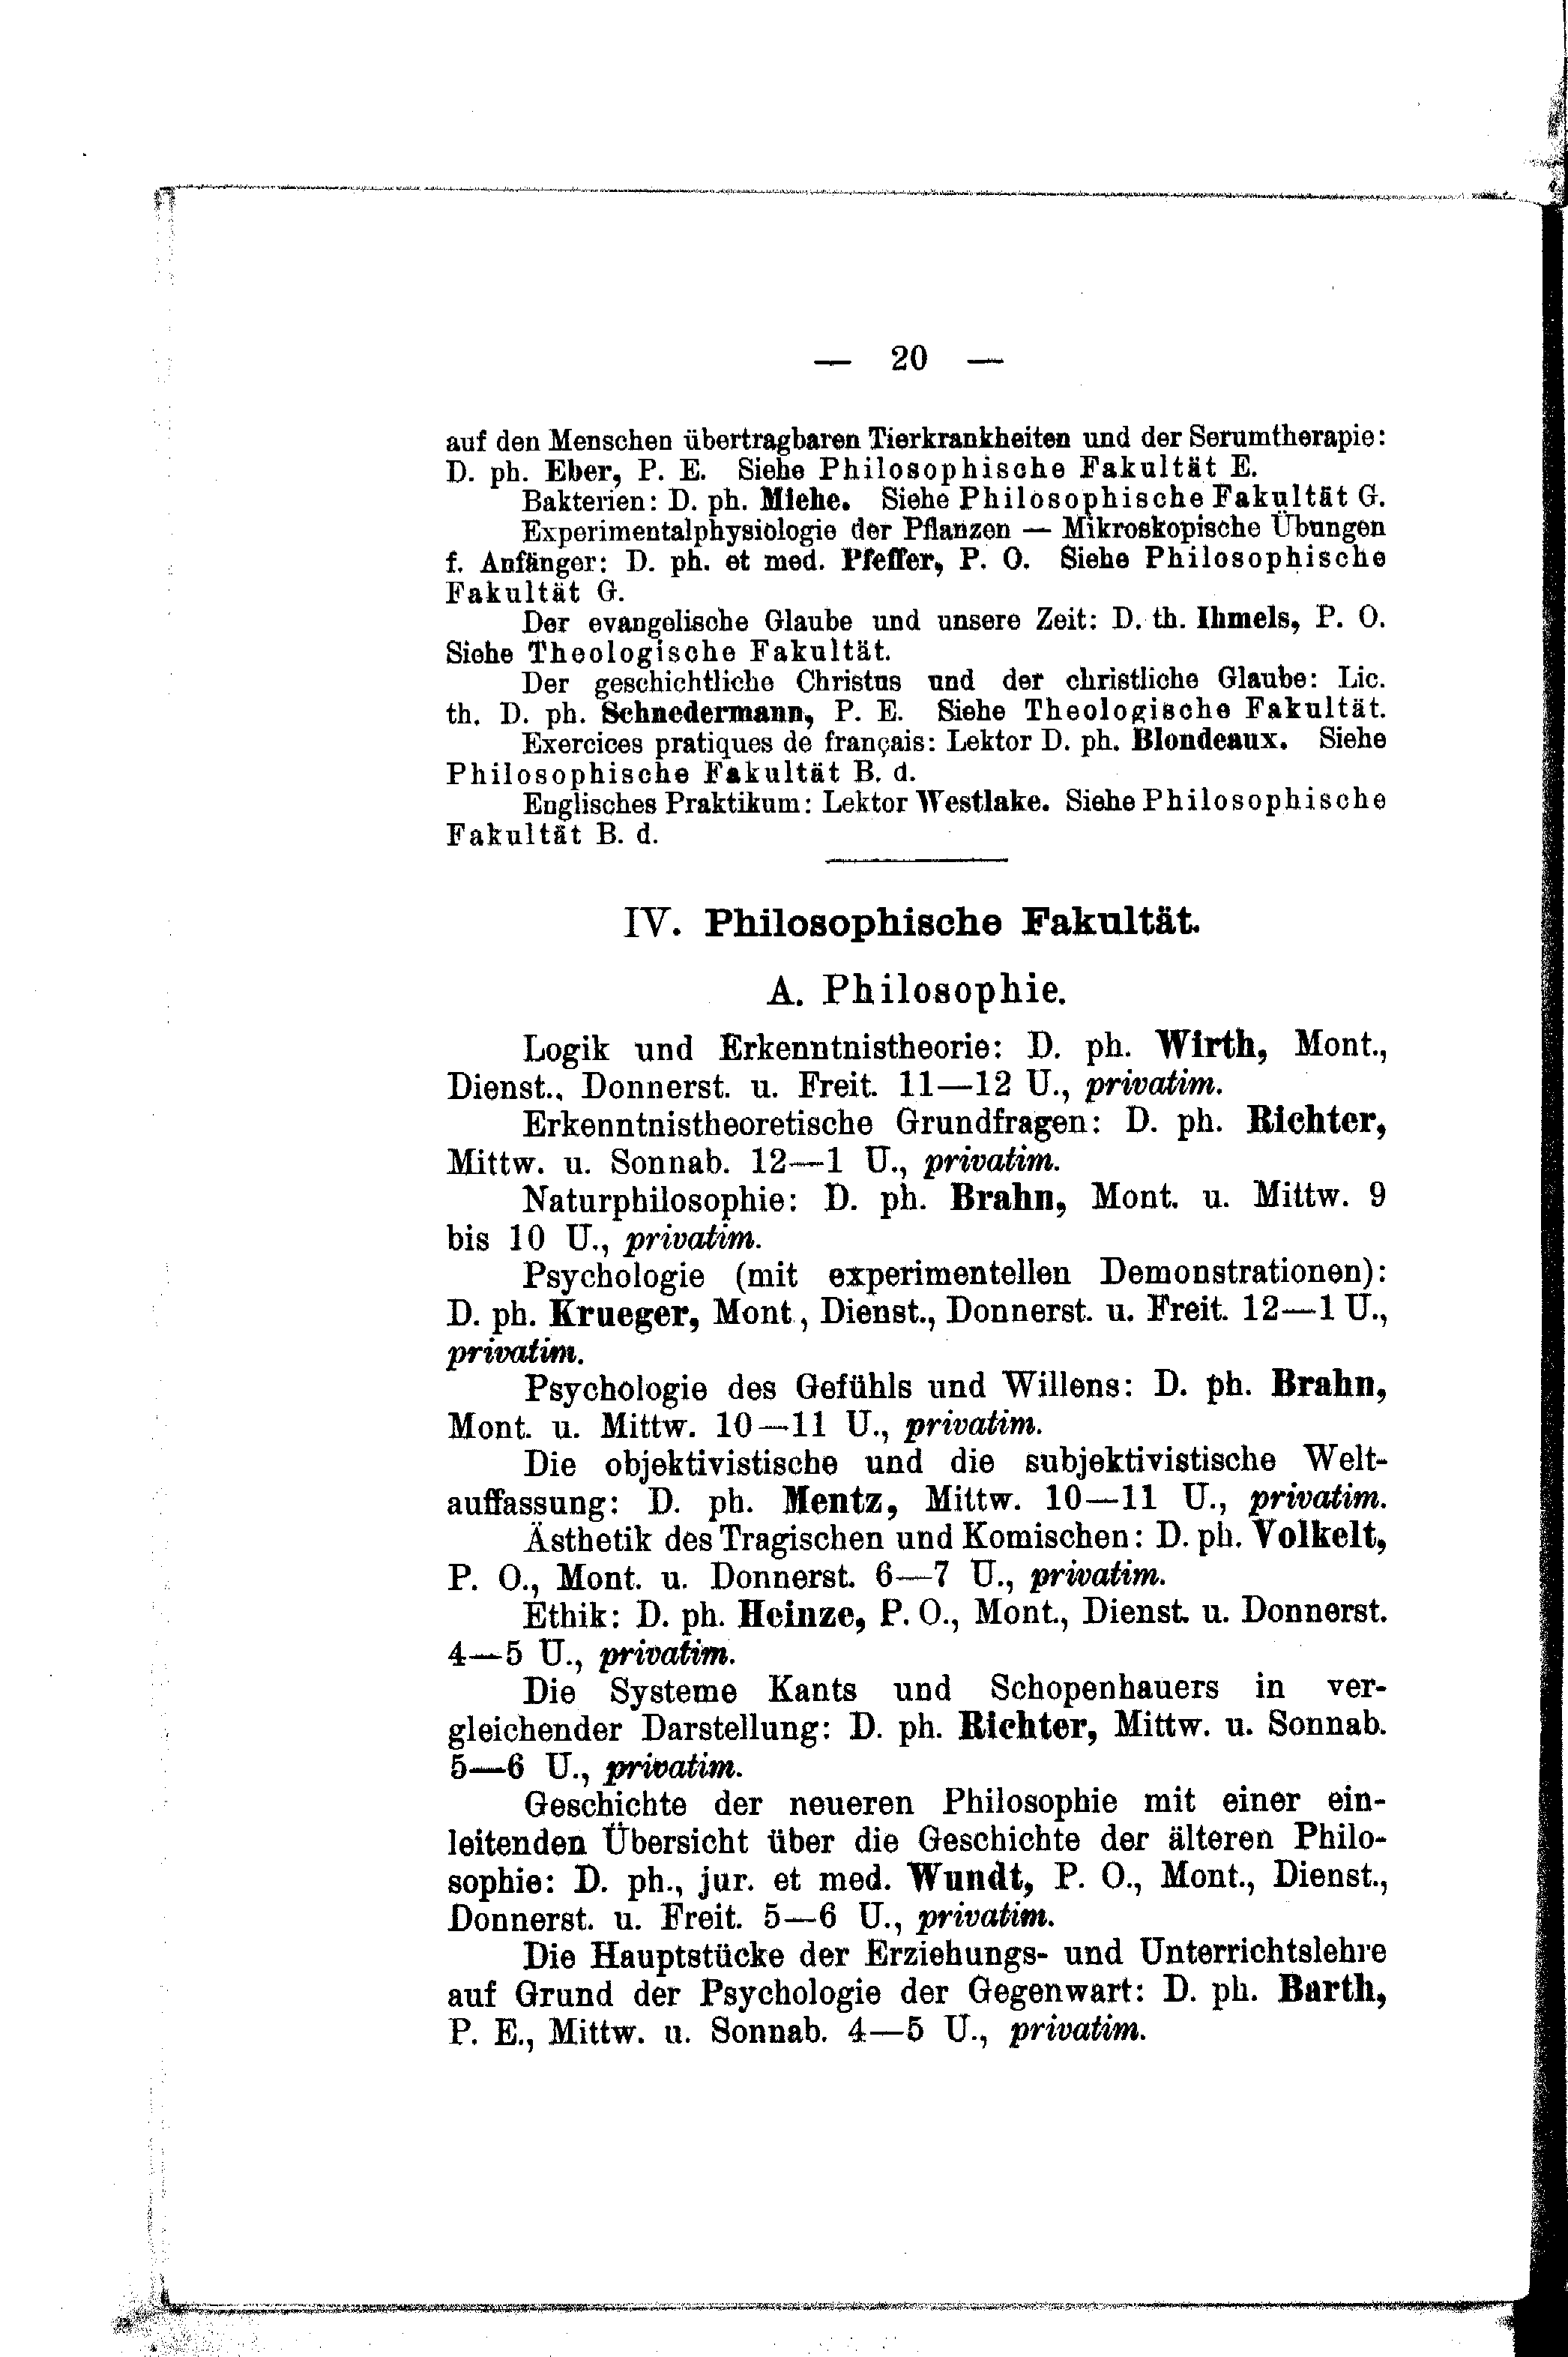 — 20 —
auf den Menschen übertragbaren Tierkrankheiten und der Serumtherapie:
D. ph. Eber, P. E. Siehe Philosophische Fakultät E.
Bakterien: D. ph. Miehe. Siehe Philosophische Fakultät G.
Experimentalphysiologie der Pflanzen — Mikroskopische Übungen
f. Anfänger: D. ph. et med. Pfeffer, P. O. Siehe Philosophische
Fakultät G.
Der evangelische Glaube und unsere Zeit: D. th. Ihmels, P. O.
Siehe Theologische Fakultät.
Der geschichtliche Christus und der christliche Glaube: Lic.
th. D. ph. Schnedermann, P. E. Siehe Theologische Fakultät.
Exercices pratiques de français: Lektor D. ph. Blondeaux. Siehe
Philosophische Fakultät B. d.
Englisches Praktikum: Lektor Westlake. Siehe Philosophische
Fakultät B. d.
IV. Philosophische Fakultät.
A. Philosophie.
Logik und Erkenntnistheorie: D. ph. Wirth, Mont.,
Dienst., Donnerst. u. Freit. 11—12 U., privatim.
Erkenntnistheoretische Grundfragen: D. ph. Richter,
Mittw. u. Sonnab. 12—1 U., privatim.
Naturphilosophie: D. ph. Brahn, Mont. u. Mittw. 9
bis 10 U., privatim.
Psychologie (mit experimentellen Demonstrationen):
D. ph. Krueger, Mont., Dienst., Donnerst. u. Freit. 12—1 U.,
privatim.
Psychologie des Gefühls und Willens: D. ph. Brahn,
Mont. u. Mittw. 10—11 U., privatim.
Die objektivistische und die subjektivistische Welt-
auffassung: D. ph. Mentz, Mittw. 10—11 U., privatim.
Ästhetik des Tragischen und Komischen: D. ph. Volkelt,
P. O., Mont. u. Donnerst. 6—7 U., privatim.
Ethik: D. ph. Heinze, P. O., Mont., Dienst. u. Donnerst.
4—5 U., privatim.
Die Systeme Kants und Schopenhauers in ver-
gleichender Darstellung: D. ph. Richter, Mittw. u. Sonnab.
5—6 U., privatim.
Geschichte der neueren Philosophie mit einer ein-
leitenden Übersicht über die Geschichte der älteren Philo-
sophie: D. ph., jur. et med. Wundt, P. O., Mont., Dienst.,
Donnerst. u. Freit. 5—6 U., privatim.
Die Hauptstücke der Erziehungs- und Unterrichtslehre
auf Grund der Psychologie der Gegenwart: D. ph. Barth,
P. E., Mittw. u. Sonnab. 4—5 U., privatim.